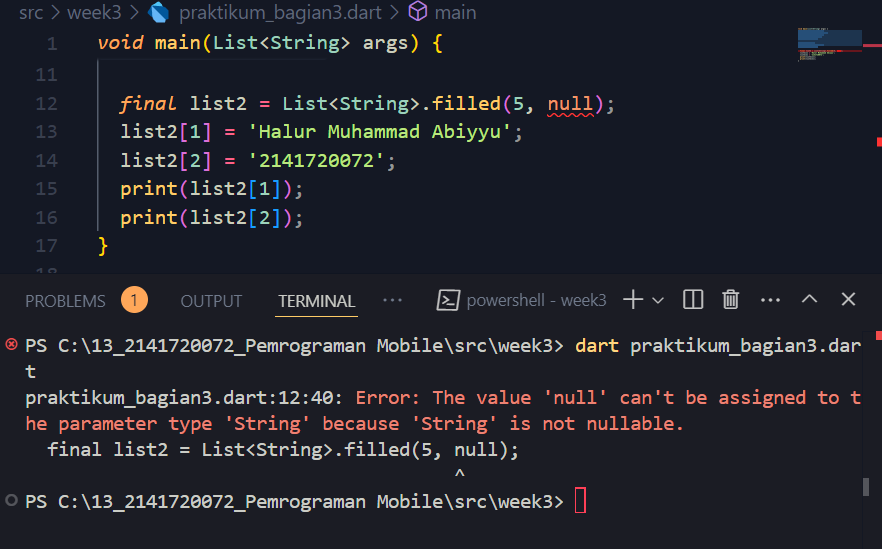 src > week3 > praktikum_bagian3.dart > main
1 void main(List<String> args) {
11
12 final list2 = List<String>.filled(5, null);
13 list2[1] = 'Halur Muhammad Abiyyu';
14 list2[2] = '2141720072';
15 print(list2[1]);
16 print(list2[2]);
17 }
18
PROBLEMS 1 OUTPUT TERMINAL ··· powershell - week3
PS C:\13_2141720072_Pemrograman Mobile\src\week3> dart praktikum_bagian3.dar
t
praktikum_bagian3.dart:12:40: Error: The value 'null' can't be assigned to t
he parameter type 'String' because 'String' is not nullable.
final list2 = List<String>.filled(5, null);
^
PS C:\13_2141720072_Pemrograman Mobile\src\week3>